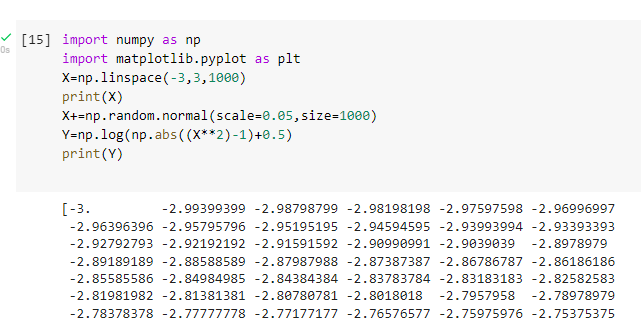 [15] import numpy as np
0s
import matplotlib.pyplot as plt
X=np.linspace(-3,3,1000)
print(X)
X+=np.random.normal(scale=0.05,size=1000)
Y=np.log(np.abs((X**2)-1)+0.5)
print(Y)
[-3. -2.99399399 -2.98798799 -2.98198198 -2.97597598 -2.96996997
-2.96396396 -2.95795796 -2.95195195 -2.94594595 -2.93993994 -2.93393393
-2.92792793 -2.92192192 -2.91591592 -2.90990991 -2.9039039 -2.8978979
-2.89189189 -2.88588589 -2.87987988 -2.87387387 -2.86786787 -2.86186186
-2.85585586 -2.84984985 -2.84384384 -2.83783784 -2.83183183 -2.82582583
-2.81981982 -2.81381381 -2.80780781 -2.8018018 -2.7957958 -2.78978979
-2.78378378 -2.77777778 -2.77177177 -2.76576577 -2.75975976 -2.75375375